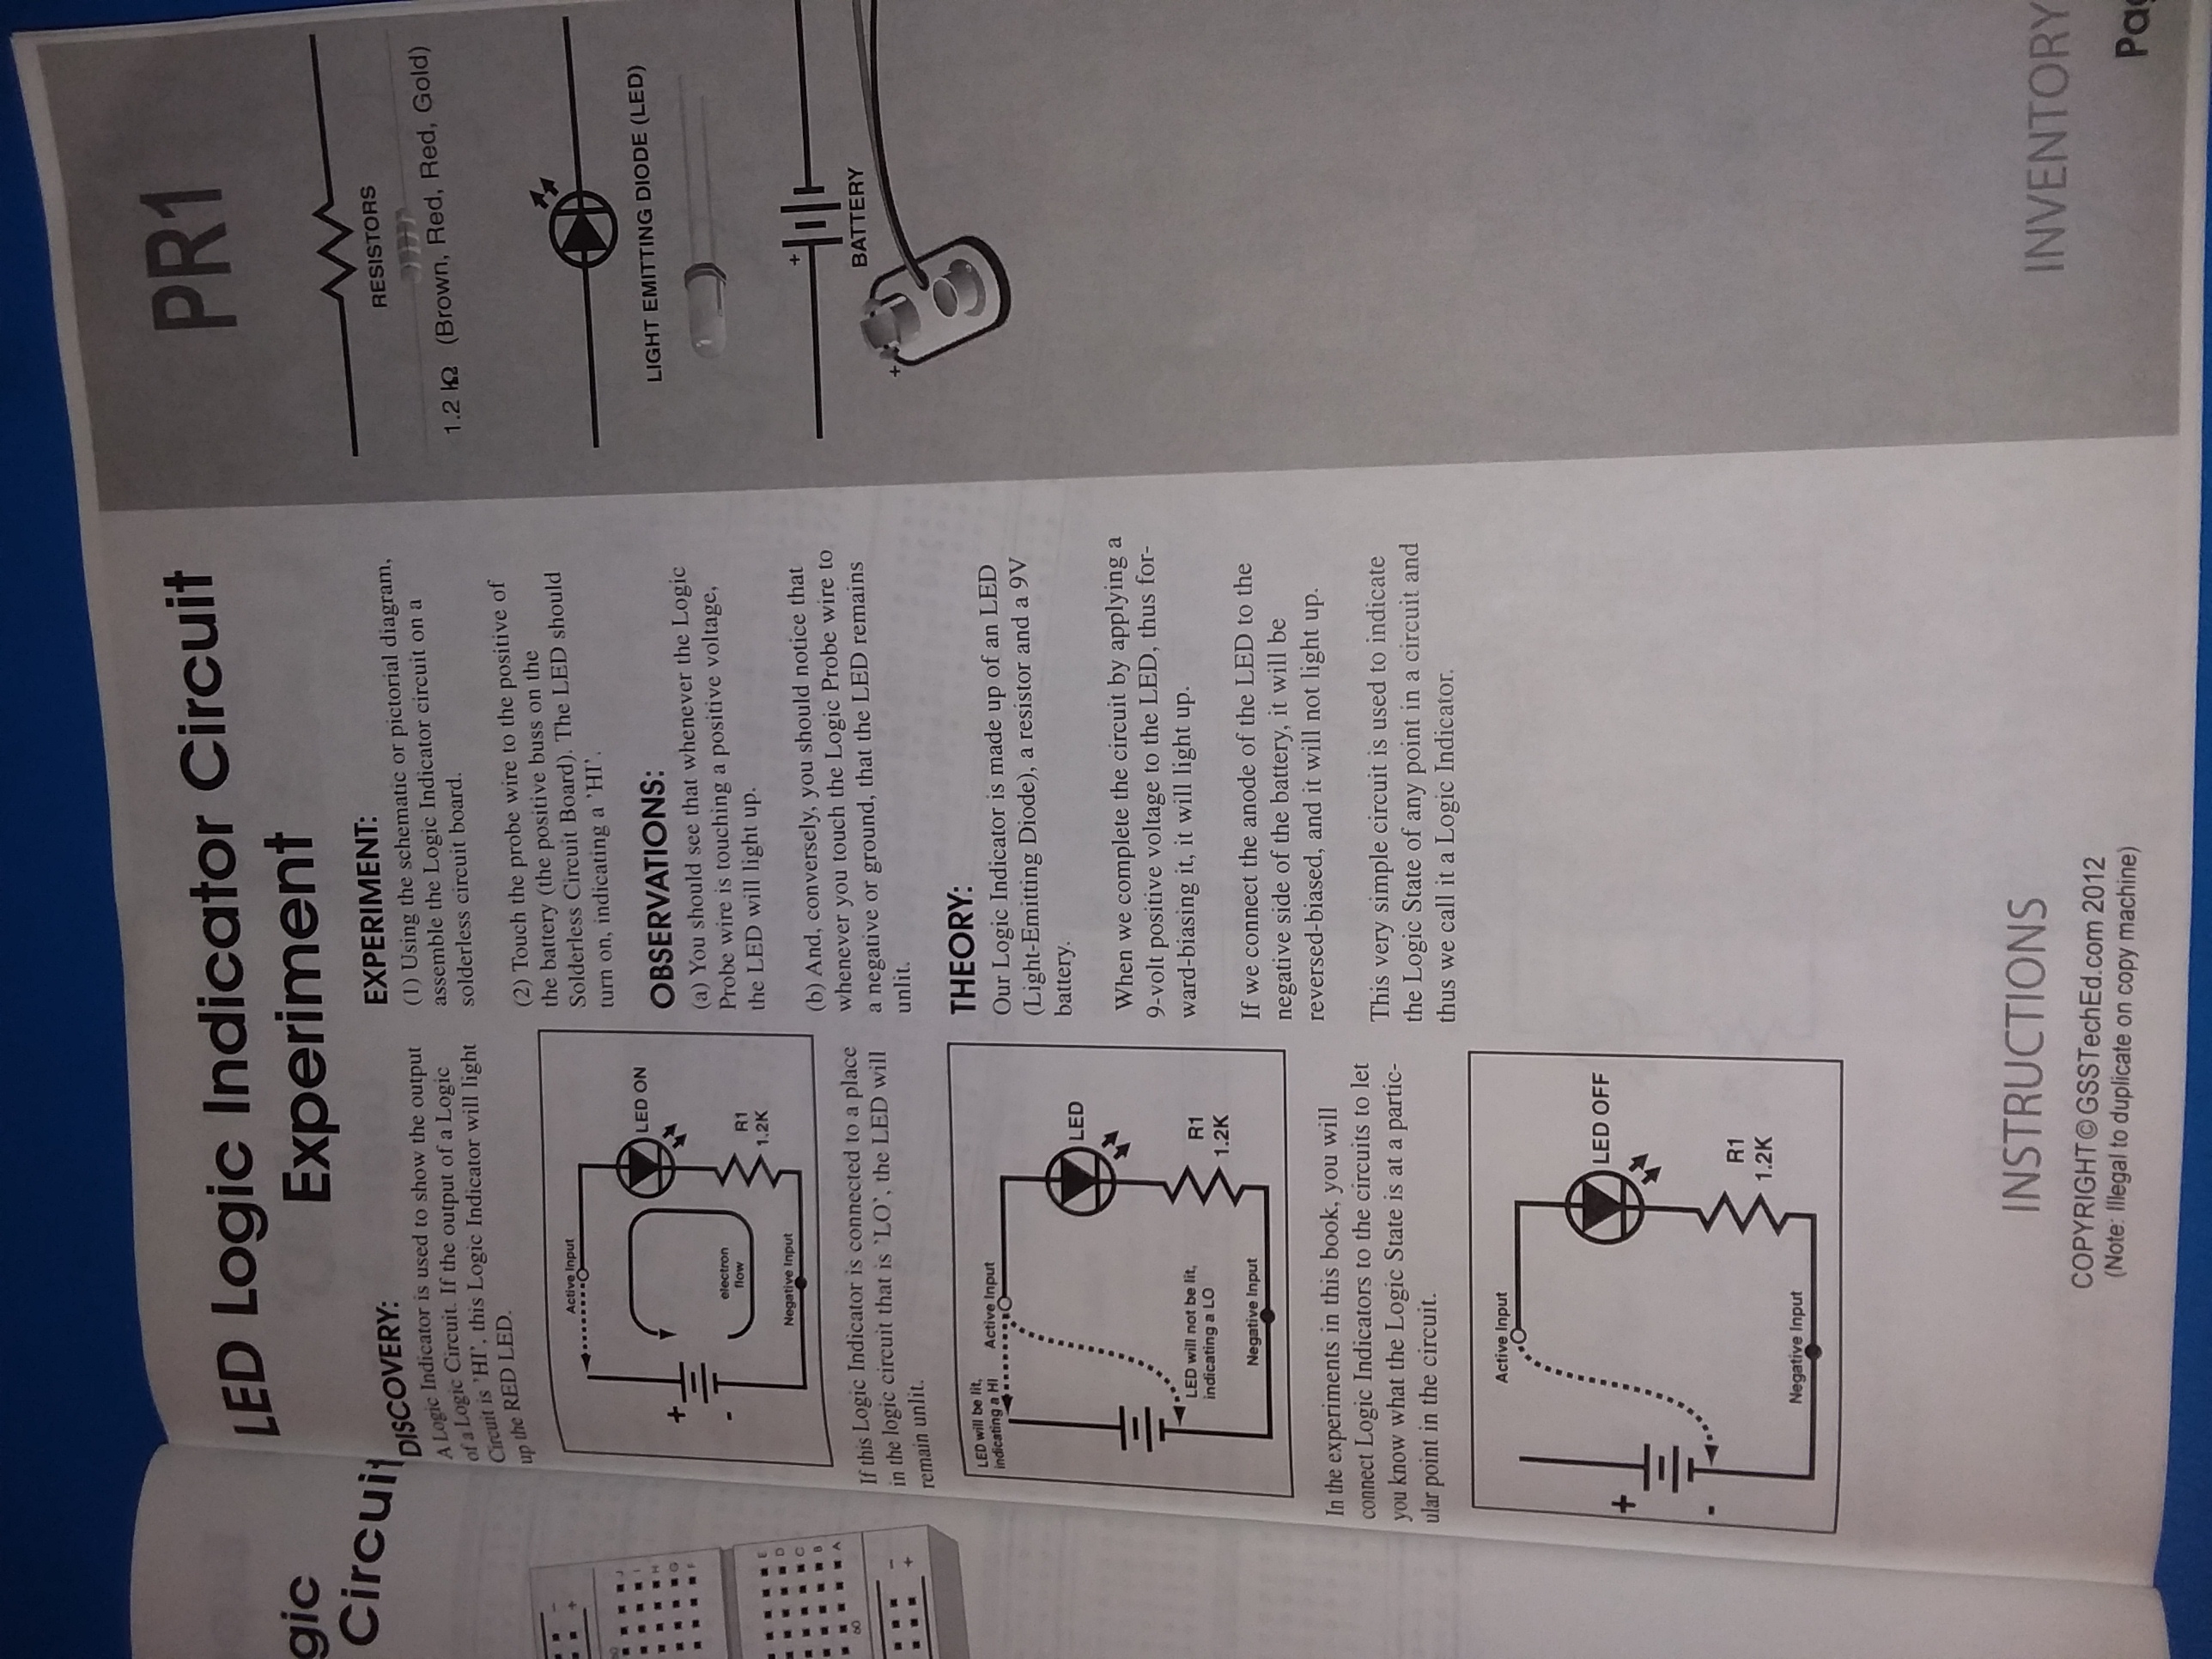 gic
Circuit
-
+
60
J
I
H
G
F
E
D
C
B
A
60
-
+
LED Logic Indicator Circuit
Experiment
DISCOVERY:
A Logic Indicator is used to show the output
of a Logic Circuit. If the output of a Logic
Circuit is 'HI', this Logic Indicator will light
up the RED LED.
Active Input
LED ON
+
-
electron
flow
R1
1.2K
Negative Input
If this Logic Indicator is connected to a place
in the logic circuit that is 'LO', the LED will
remain unlit.
LED will be lit,
indicating a HI
Active Input
LED
LED will not be lit,
indicating a LO
R1
1.2K
Negative Input
In the experiments in this book, you will
connect Logic Indicators to the circuits to let
you know what the Logic State is at a partic-
ular point in the circuit.
Active Input
+
LED OFF
-
R1
1.2K
Negative Input
EXPERIMENT:
(1) Using the schematic or pictorial diagram,
assemble the Logic Indicator circuit on a
solderless circuit board.
(2) Touch the probe wire to the positive of
the battery (the positive buss on the
Solderless Circuit Board). The LED should
turn on, indicating a 'HI'.
OBSERVATIONS:
(a) You should see that whenever the Logic
Probe wire is touching a positive voltage,
the LED will light up.
(b) And, conversely, you should notice that
whenever you touch the Logic Probe wire to
a negative or ground, that the LED remains
unlit.
THEORY:
Our Logic Indicator is made up of an LED
(Light-Emitting Diode), a resistor and a 9V
battery.
When we complete the circuit by applying a
9-volt positive voltage to the LED, thus for-
ward-biasing it, it will light up.
If we connect the anode of the LED to the
negative side of the battery, it will be
reversed-biased, and it will not light up.
This very simple circuit is used to indicate
the Logic State of any point in a circuit and
thus we call it a Logic Indicator.
INSTRUCTIONS
COPYRIGHT © GSSTechEd.com 2012
(Note: Illegal to duplicate on copy machine)
PR1
RESISTORS
1.2 kΩ (Brown, Red, Red, Gold)
LIGHT EMITTING DIODE (LED)
+
BATTERY
+
INVENTORY
Pag